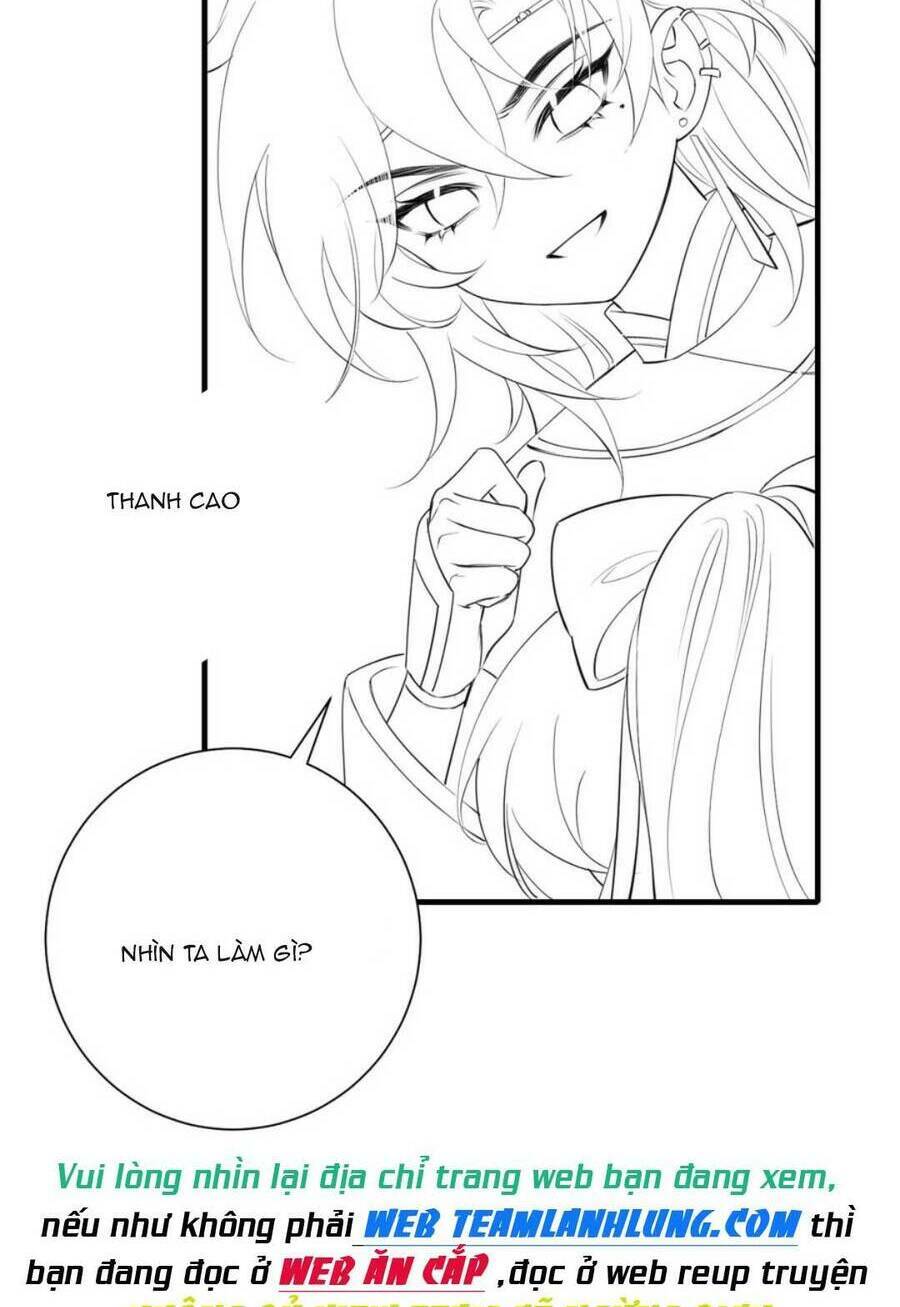 THANH CAO
NHÌN TA LÀM GÌ?
Vui lòng nhìn lại địa chỉ trang web bạn đang xem,
nếu như không phải WEB TEAMLANHLUNG.COM thì
bạn đang đọc ở WEB ĂN CẮP ,đọc ở web reup truyện